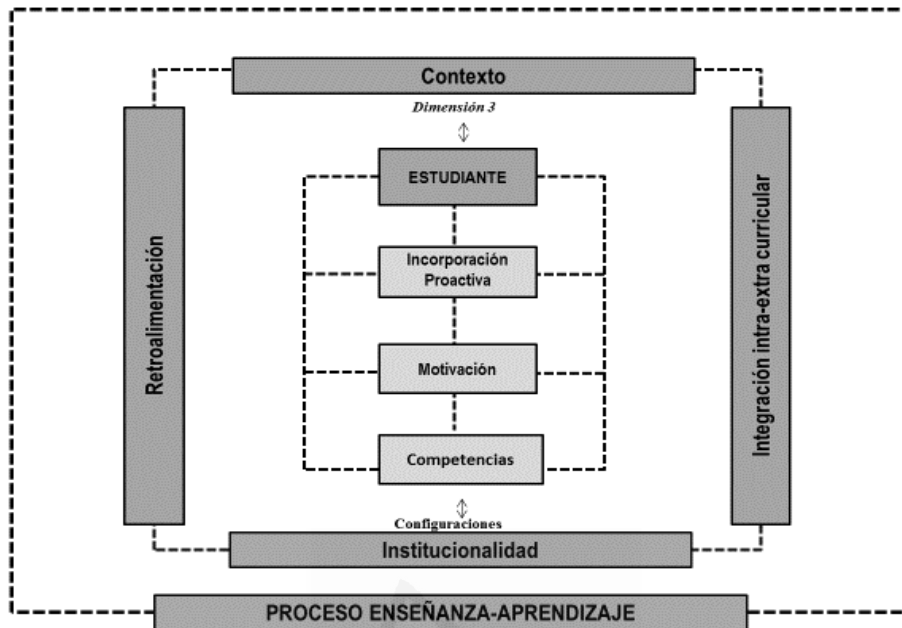 Contexto
Dimensión 3
ESTUDIANTE
Retroalimentación
Integración intra-extra curricular
Incorporación
Proactiva
Motivación
Competencias
Configuraciones
Institucionalidad
PROCESO ENSEÑANZA-APRENDIZAJE